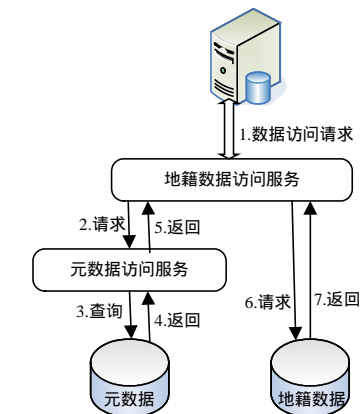 1.数据访问请求
地籍数据访问服务
2.请求
5.返回
元数据访问服务
3.查询
4.返回
6.请求
7.返回
元数据
地籍数据